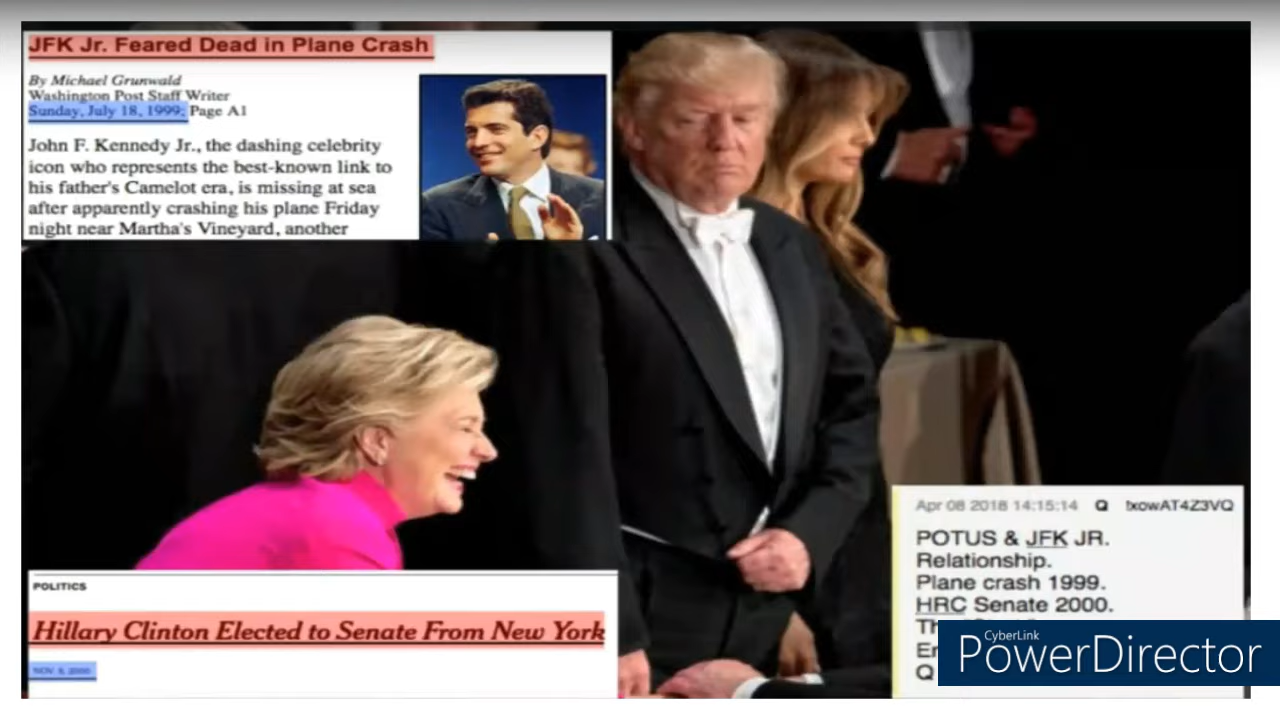 JFK Jr. Feared Dead in Plane Crash
By Michael Grunwald
Washington Post Staff Writer
Sunday, July 18, 1999; Page A1
John F. Kennedy Jr., the dashing celebrity
icon who represents the best-known link to
his father's Camelot era, is missing at sea
after apparently crashing his plane Friday
night near Martha's Vineyard, another
POLITICS
Hillary Clinton Elected to Senate From New York
Apr 08 2018 14:15:14 Q !xowAT4Z3VQ
POTUS & JFK JR.
Relationship.
Plane crash 1999.
HRC Senate 2000.
Q
CyberLink
PowerDirector